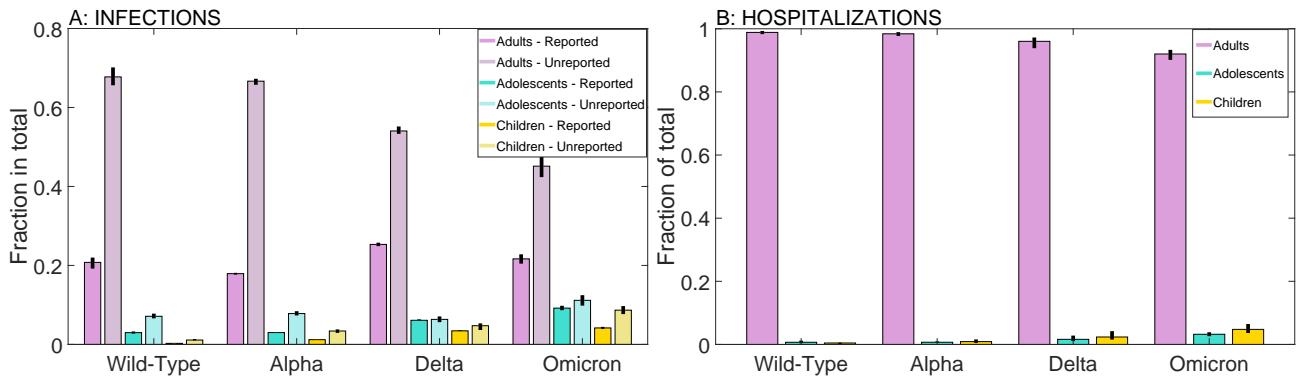 A: INFECTIONS
Fraction in total
0.8
0.6
0.4
0.2
0
Adults - Reported
Adults - Unreported
Adolescents - Reported
Adolescents - Unreported
Children - Reported
Children - Unreported
Wild-Type
Alpha
Delta
Omicron
B: HOSPITALIZATIONS
Fraction of total
1
0.8
0.6
0.4
0.2
0
Adults
Adolescents
Children
Wild-Type
Alpha
Delta
Omicron